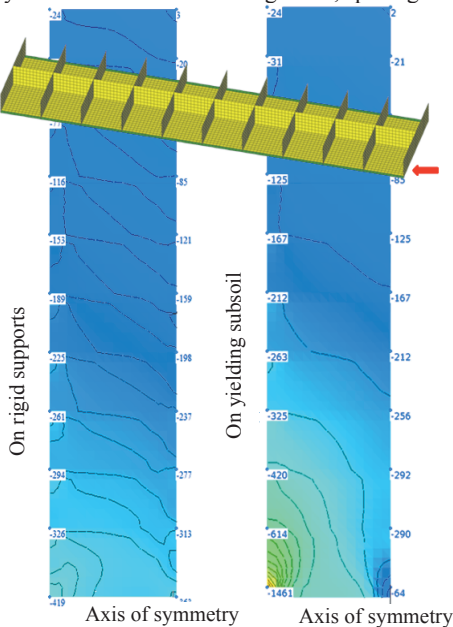 -24 3 -24 2
-20 -31 -21
-85
-116 -85 -125
-125
-153 -121 -167
-189 -159 -212 -167
-225 -198 -263 -212
-261 -237 -325 -256
-294 -277 -420 -292
-326 -313 -614 -290
-419 -1461 -64
On rigid supports
On yielding subsoil
Axis of symmetry
Axis of symmetry